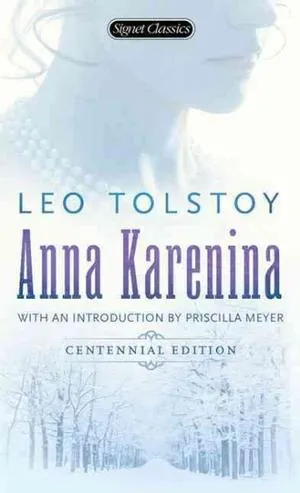 Signet Classics
LEO TOLSTOY
Anna Karenina
WITH AN INTRODUCTION BY PRISCILLA MEYER
CENTENNIAL EDITION